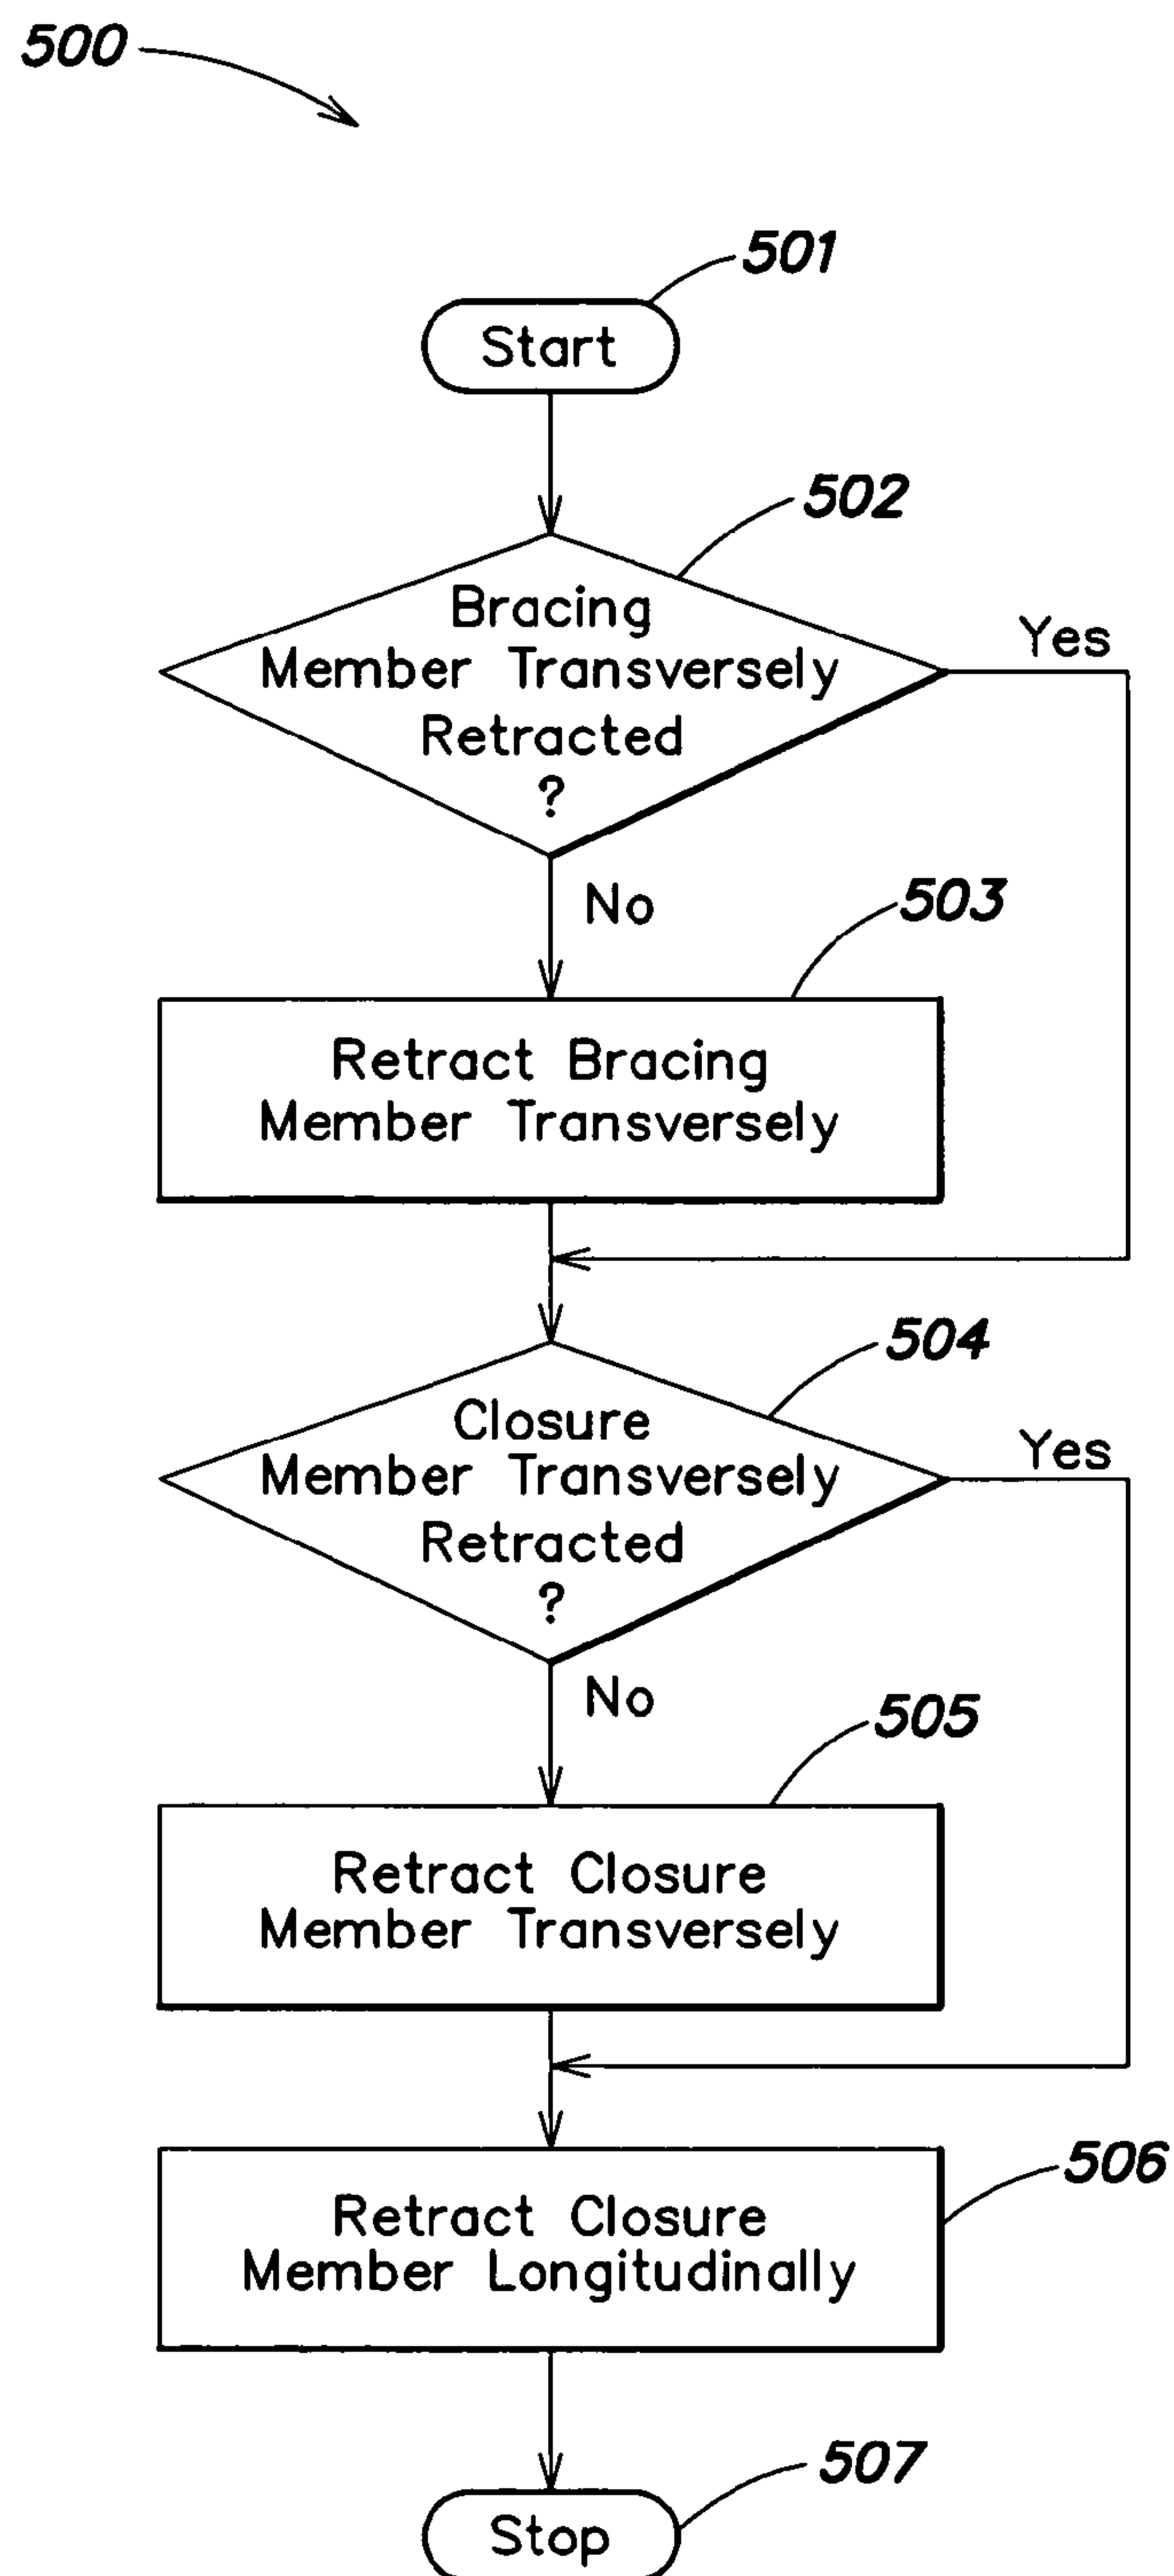 500
501
Start
502
Bracing
Member Transversely
Retracted
?
Yes
No
503
Retract Bracing
Member Transversely
504
Closure
Member Transversely
Retracted
?
Yes
No
505
Retract Closure
Member Transversely
506
Retract Closure
Member Longitudinally
507
Stop